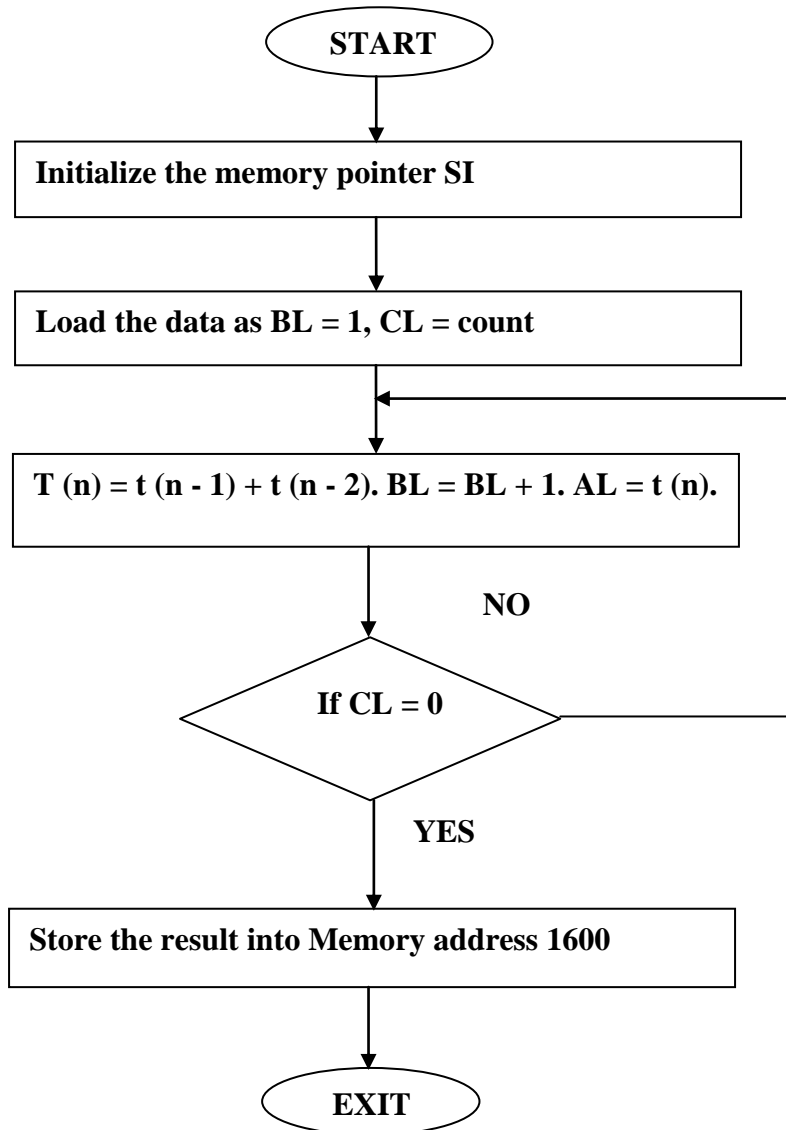 START
Initialize the memory pointer SI
Load the data as BL = 1, CL = count
T (n) = t (n - 1) + t (n - 2). BL = BL + 1. AL = t (n).
NO
If CL = 0
YES
Store the result into Memory address 1600
EXIT